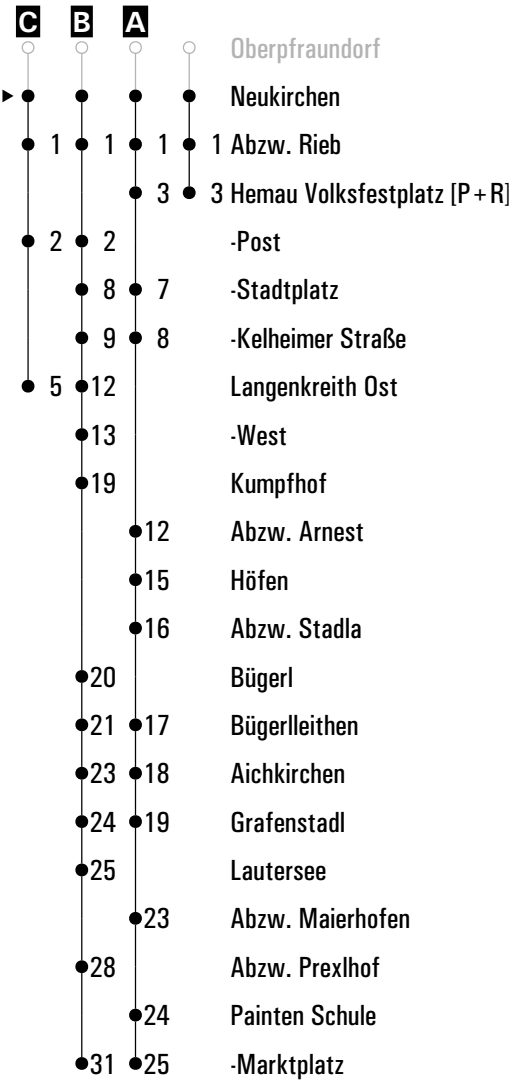 C B A
Oberpfraundorf
Neukirchen
1 1 1 1 Abzw. Rieb
3 3 Hemau Volksfestplatz [P+R]
2 2 -Post
8 7 -Stadtplatz
9 8 -Kelheimer Straße
5 12 Langenkreith Ost
13 -West
19 Kumpfhof
12 Abzw. Arnest
15 Höfen
16 Abzw. Stadla
20 Bügerl
21 17 Bügerlleithen
23 18 Aichkirchen
24 19 Grafenstadl
25 Lautersee
23 Abzw. Maierhofen
28 Abzw. Prexlhof
24 Painten Schule
31 25 -Marktplatz